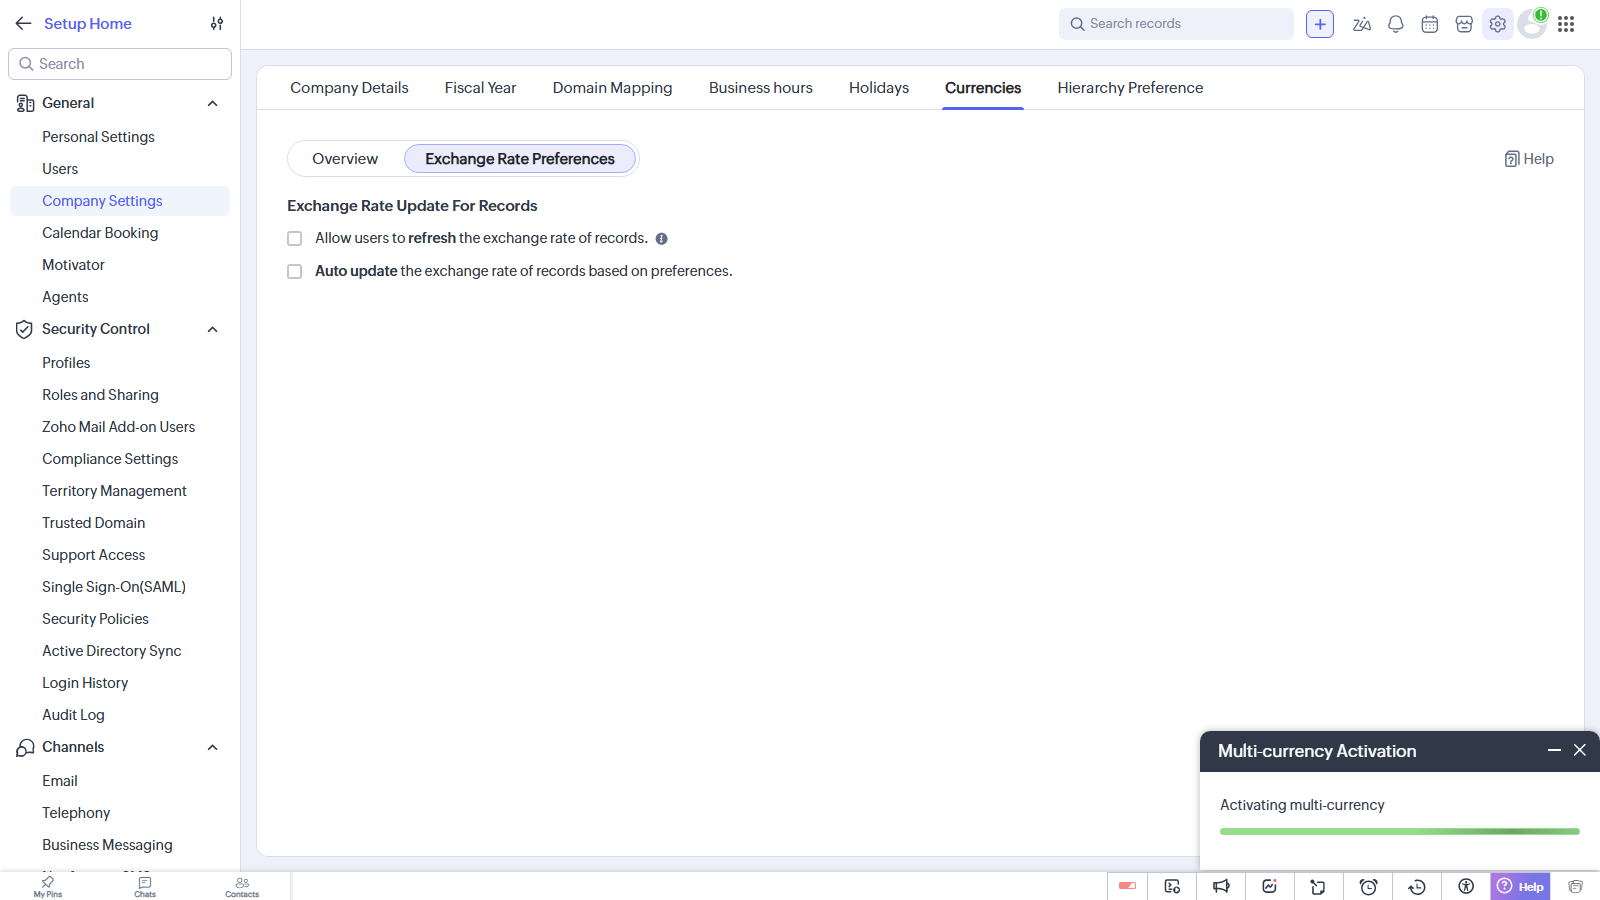 Setup Home
Search
General
Personal Settings
Users
Company Settings
Calendar Booking
Motivator
Agents
Security Control
Profiles
Roles and Sharing
Zoho Mail Add-on Users
Compliance Settings
Territory Management
Trusted Domain
Support Access
Single Sign-On(SAML)
Security Policies
Active Directory Sync
Login History
Audit Log
Channels
Email
Telephony
Business Messaging
My Pins
Chats
Contacts
Search records
Company Details
Fiscal Year
Domain Mapping
Business hours
Holidays
Currencies
Hierarchy Preference
Overview
Exchange Rate Preferences
Help
Exchange Rate Update For Records
Allow users to refresh the exchange rate of records.
Auto update the exchange rate of records based on preferences.
Multi-currency Activation
Activating multi-currency
Help